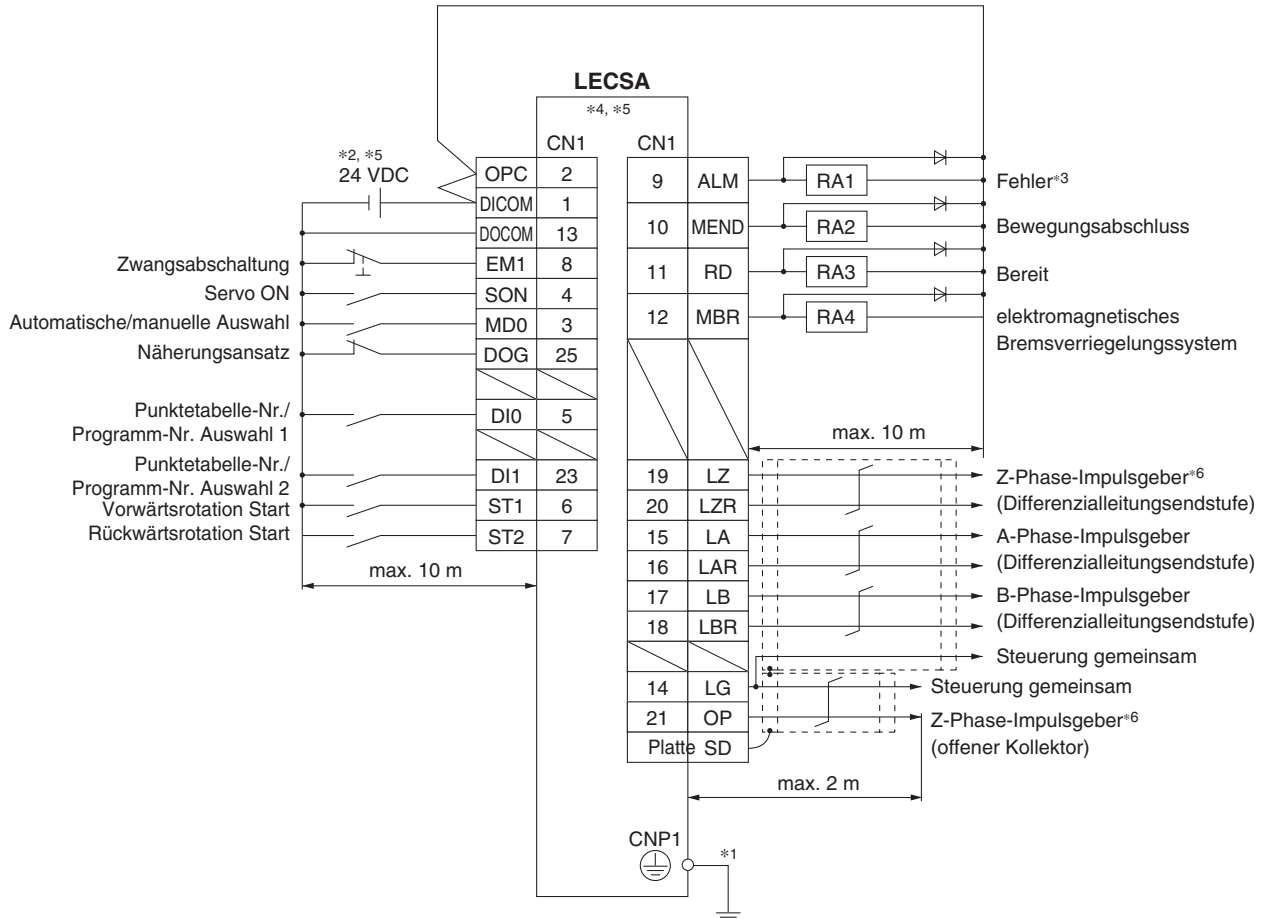 LECSA
*4, *5
CN1 CN1
*2, *5
24 VDC
OPC 2
DICOM 1
DOCOM 13
Zwangsabschaltung EM1 8
Servo ON SON 4
Automatische/manuelle Auswahl MD0 3
Näherungsansatz DOG 25
Punktetabelle-Nr./
Programm-Nr. Auswahl 1
DI0 5
Punktetabelle-Nr./
Programm-Nr. Auswahl 2
DI1 23
Vorwärtsrotation Start ST1 6
Rückwärtsrotation Start ST2 7
max. 10 m
9 ALM RA1 Fehler*3
10 MEND RA2 Bewegungsabschluss
11 RD RA3 Bereit
12 MBR RA4 elektromagnetisches
Bremsverriegelungssystem
max. 10 m
19 LZ Z-Phase-Impulsgeber*6
20 LZR (Differenzialleitungsendstufe)
15 LA A-Phase-Impulsgeber
16 LAR (Differenzialleitungsendstufe)
17 LB B-Phase-Impulsgeber
18 LBR (Differenzialleitungsendstufe)
Steuerung gemeinsam
14 LG Steuerung gemeinsam
21 OP Z-Phase-Impulsgeber*6
(offener Kollektor)
Platte SD
max. 2 m
CNP1
*1